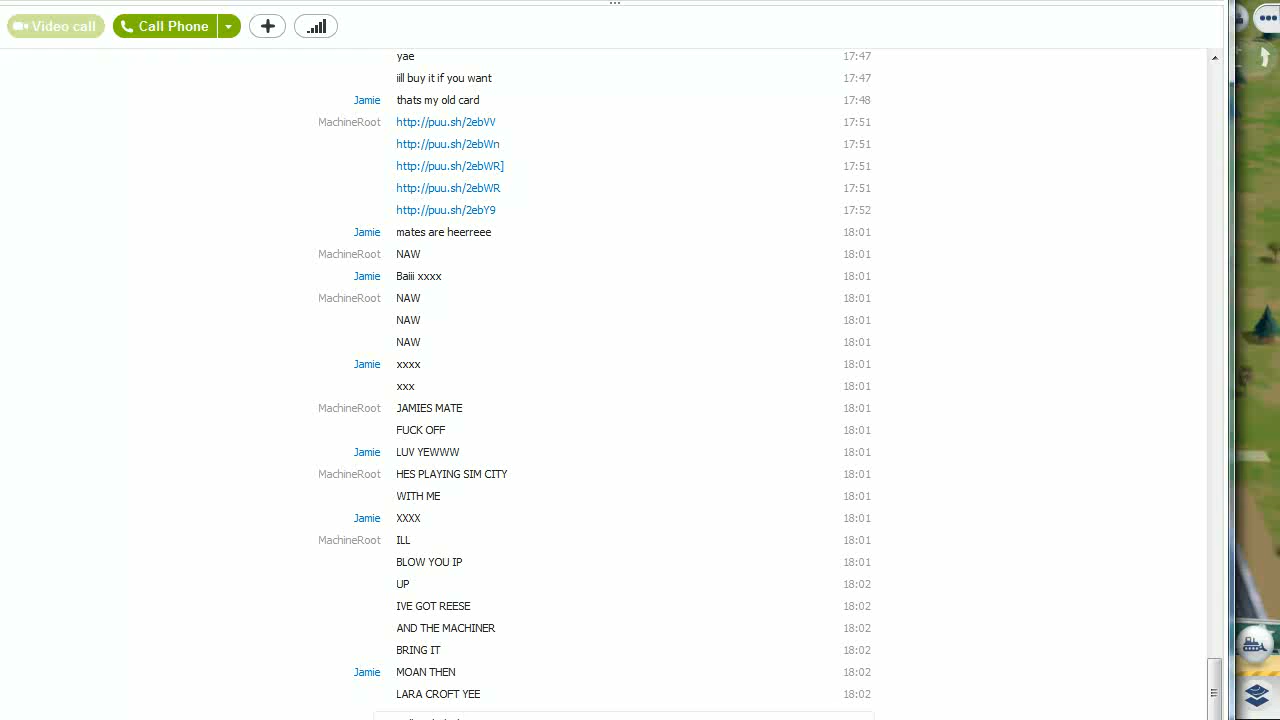 Video call
Call Phone
yae 17:47
iill buy it if you want 17:47
Jamie thats my old card 17:48
MachineRoot http://puu.sh/2ebVV 17:51
http://puu.sh/2ebWn 17:51
http://puu.sh/2ebWR] 17:51
http://puu.sh/2ebWR 17:51
http://puu.sh/2ebY9 17:52
Jamie mates are heerreee 18:01
MachineRoot NAW 18:01
Jamie Baiii xxxx 18:01
MachineRoot NAW 18:01
NAW 18:01
NAW 18:01
Jamie xxxx 18:01
xxx 18:01
MachineRoot JAMIES MATE 18:01
FUCK OFF 18:01
Jamie LUV YEWWW 18:01
MachineRoot HES PLAYING SIM CITY 18:01
WITH ME 18:01
Jamie XXXX 18:01
MachineRoot ILL 18:01
BLOW YOU IP 18:01
UP 18:02
IVE GOT REESE 18:02
AND THE MACHINER 18:02
BRING IT 18:02
Jamie MOAN THEN 18:02
LARA CROFT YEE 18:02